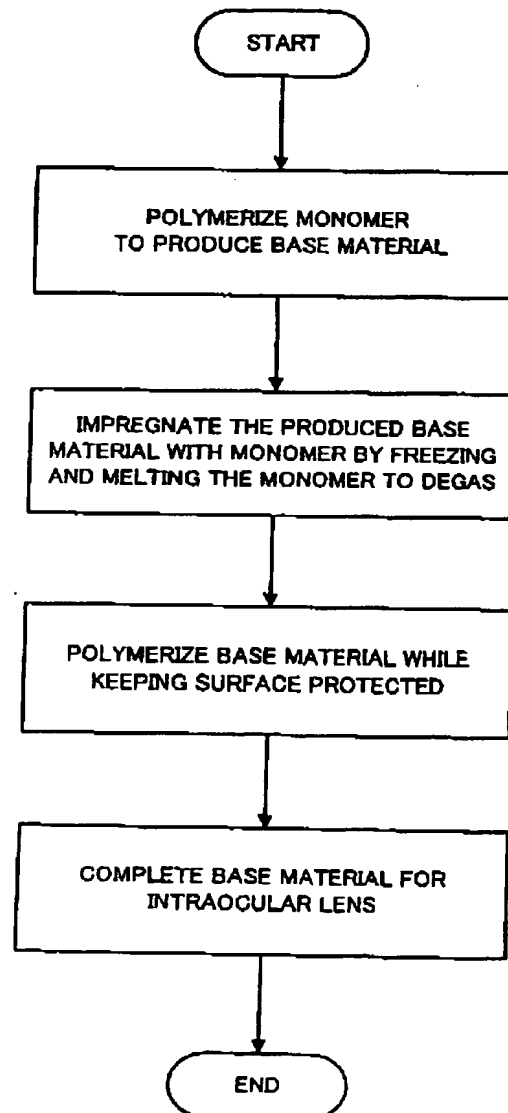 START
POLYMERIZE MONOMER
TO PRODUCE BASE MATERIAL
IMPREGNATE THE PRODUCED BASE
MATERIAL WITH MONOMER BY FREEZING
AND MELTING THE MONOMER TO DEGAS
POLYMERIZE BASE MATERIAL WHILE
KEEPING SURFACE PROTECTED
COMPLETE BASE MATERIAL FOR
INTRAOCULAR LENS
END